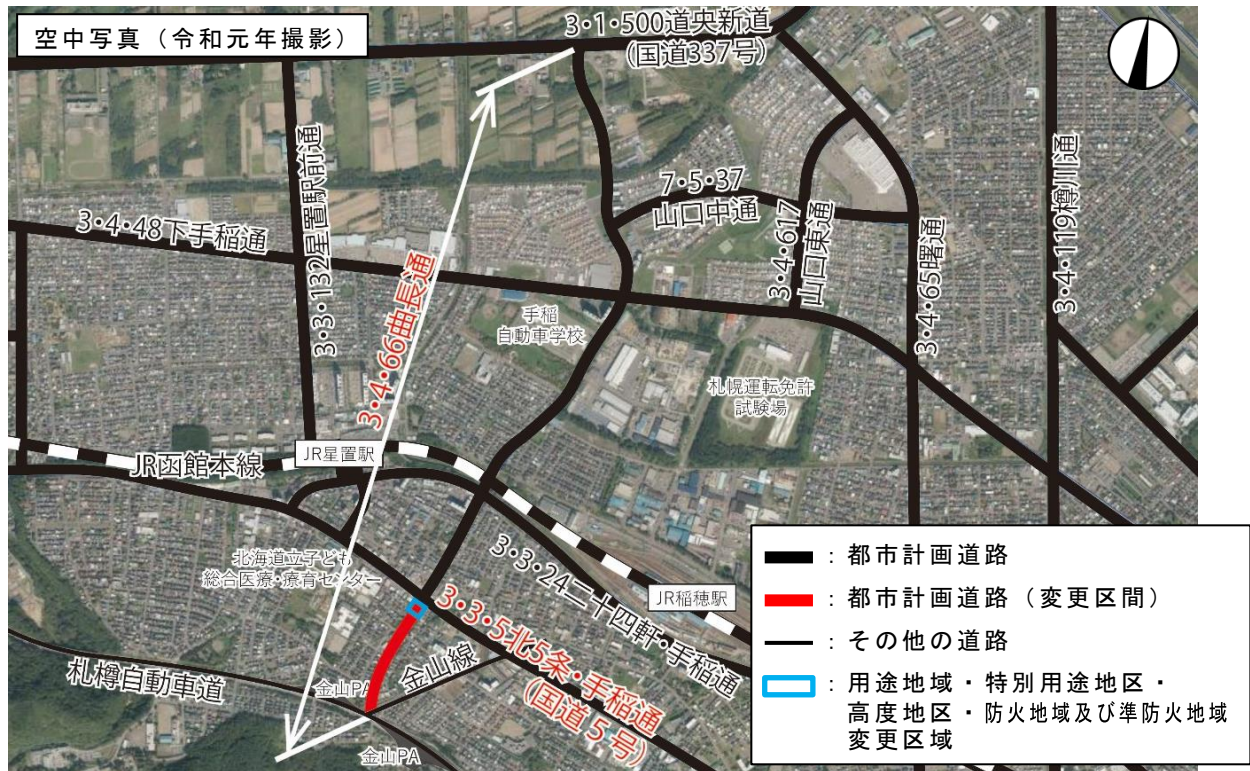 空中写真（令和元年撮影）
3・1・500道央新道
(国道337号)
7・5・37
山口中通
3・4・48下手稲通
3・3・132星置駅前通
3・4・66曲長通
3・4・617
山口東通
3・4・65曙通
3・4・119樽川通
手稲
自動車学校
札幌運転免許
試験場
JR函館本線
JR星置駅
北海道立子ども
総合医療・療育センター
3・3・24二十四軒・手稲通
JR稲穂駅
3・3・5北5条・手稲通
(国道5号)
金山線
札樽自動車道
金山PA
金山PA
：都市計画道路
：都市計画道路（変更区間）
：その他の道路
：用途地域・特別用途地区・
高度地区・防火地域及び準防火地域
変更区域